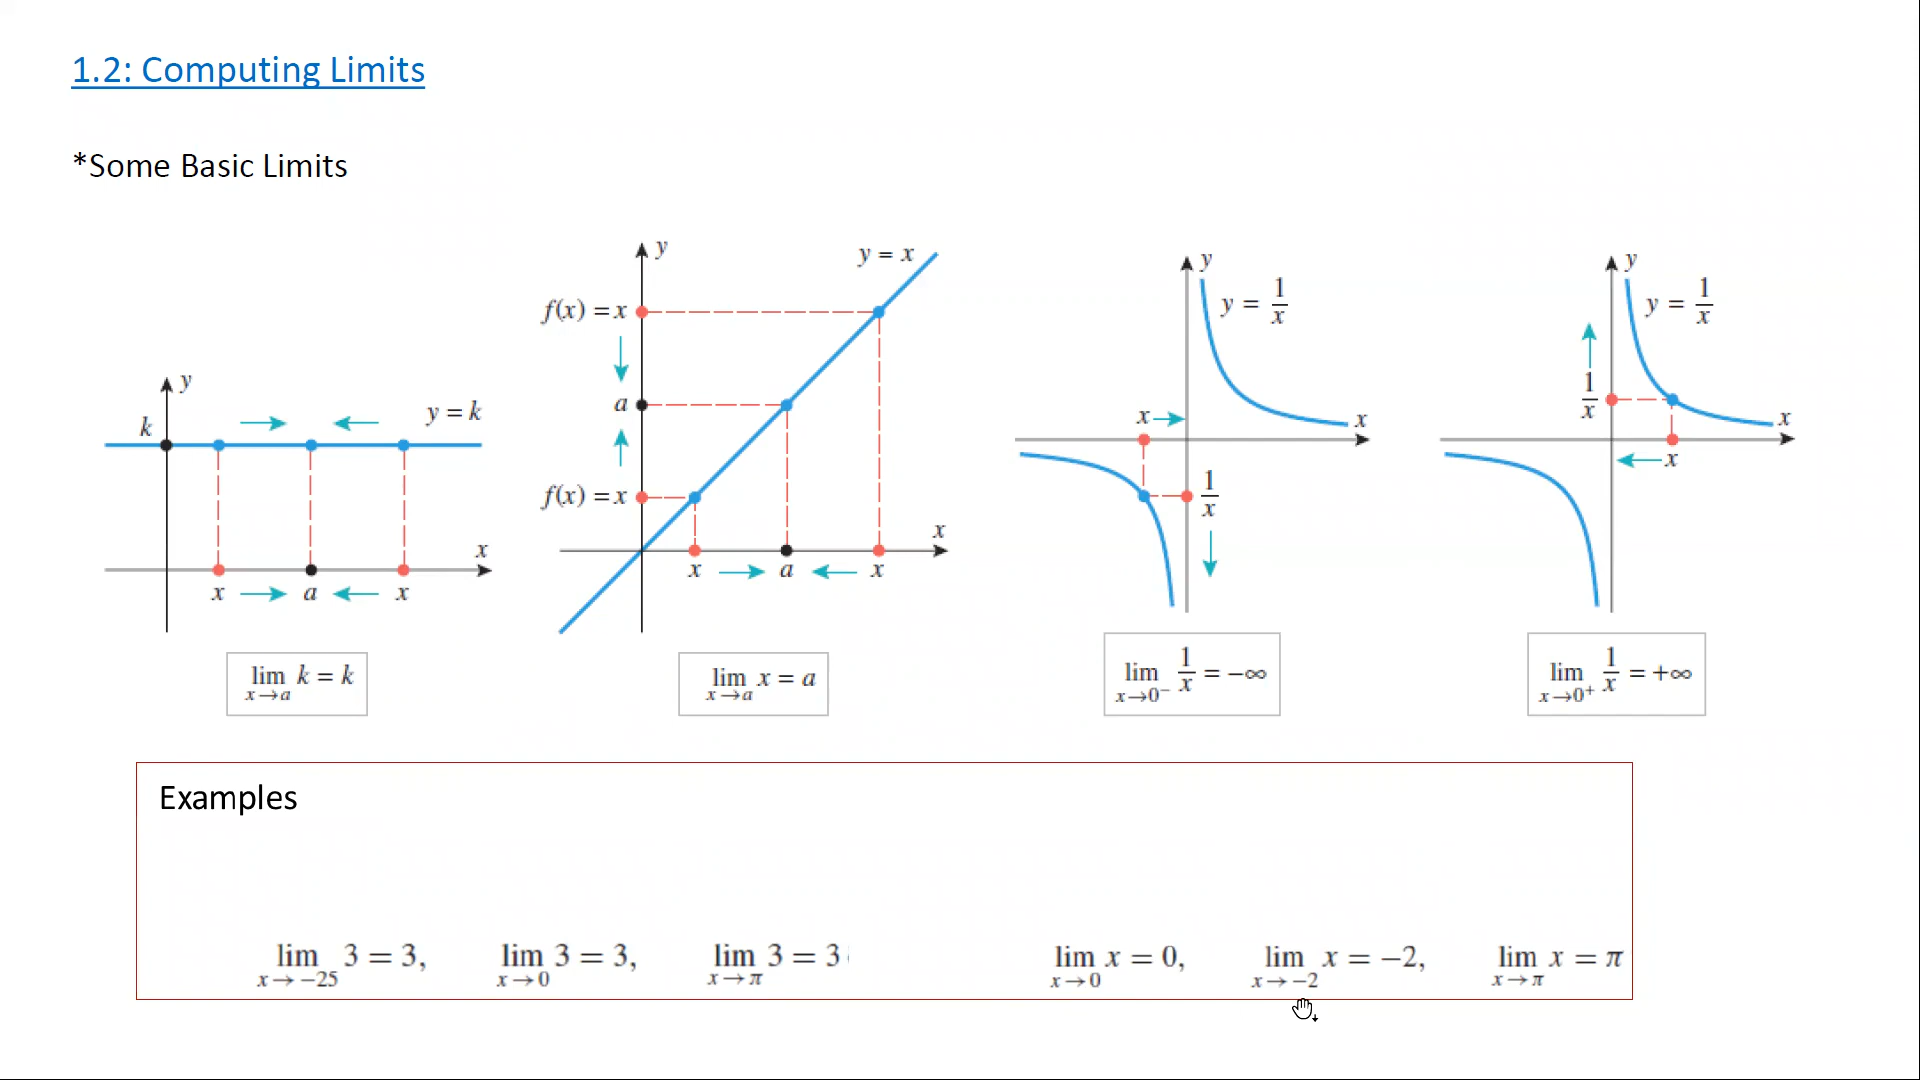 1.2: Computing Limits
*Some Basic Limits
y
k
y = k
x
x a x
lim x→a k = k
y
y = x
f(x) = x
a
f(x) = x
x
x a x
lim x→a x = a
y
y = 1/x
x
x
1/x
lim x→0⁻ 1/x = −∞
y
y = 1/x
1/x
x
x
lim x→0⁺ 1/x = +∞
Examples
lim x→−25 3 = 3, lim x→0 3 = 3, lim x→π 3 = 3 lim x→0 x = 0, lim x→−2 x = −2, lim x→π x = π